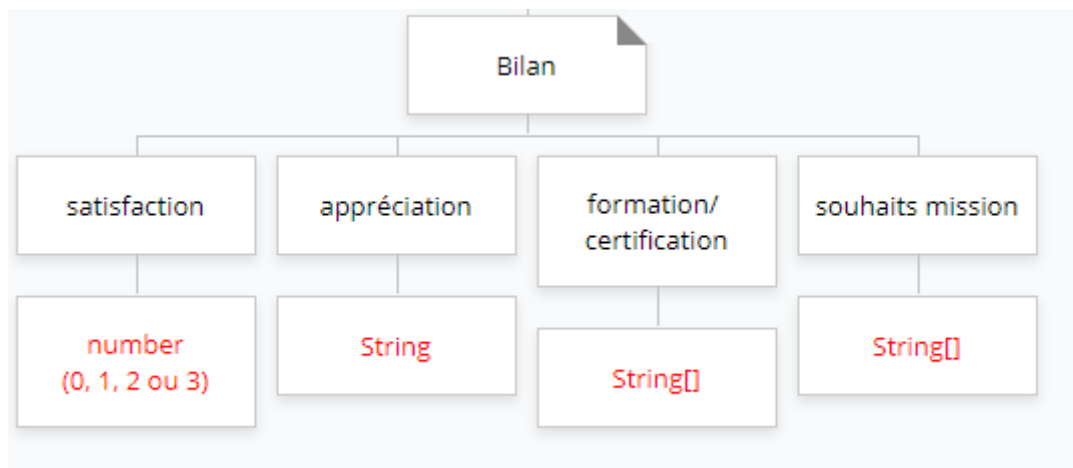 Bilan
satisfaction
appréciation
formation/
certification
souhaits mission
number
(0, 1, 2 ou 3)
String
String[]
String[]